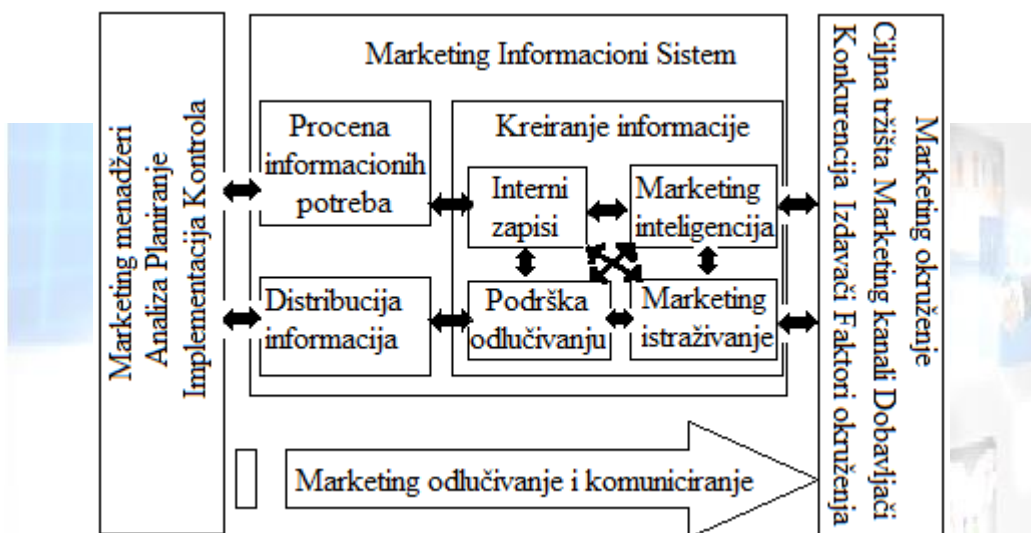 Marketing menadžeri
Analiza Planiranje
Implementacija Kontrola
Marketing Informacioni Sistem
Procena
informacionih
potreba
Distribucija
informacija
Kreiranje informacije
Interni
zapisi
Marketing
inteligencija
Podrška
odlučivanju
Marketing
istraživanje
Marketing odlučivanje i komuniciranje
Marketing okruženje
Ciljna tržišta Marketing kanali Dobavljači
Konkurencija Izdavači Faktori okruženja